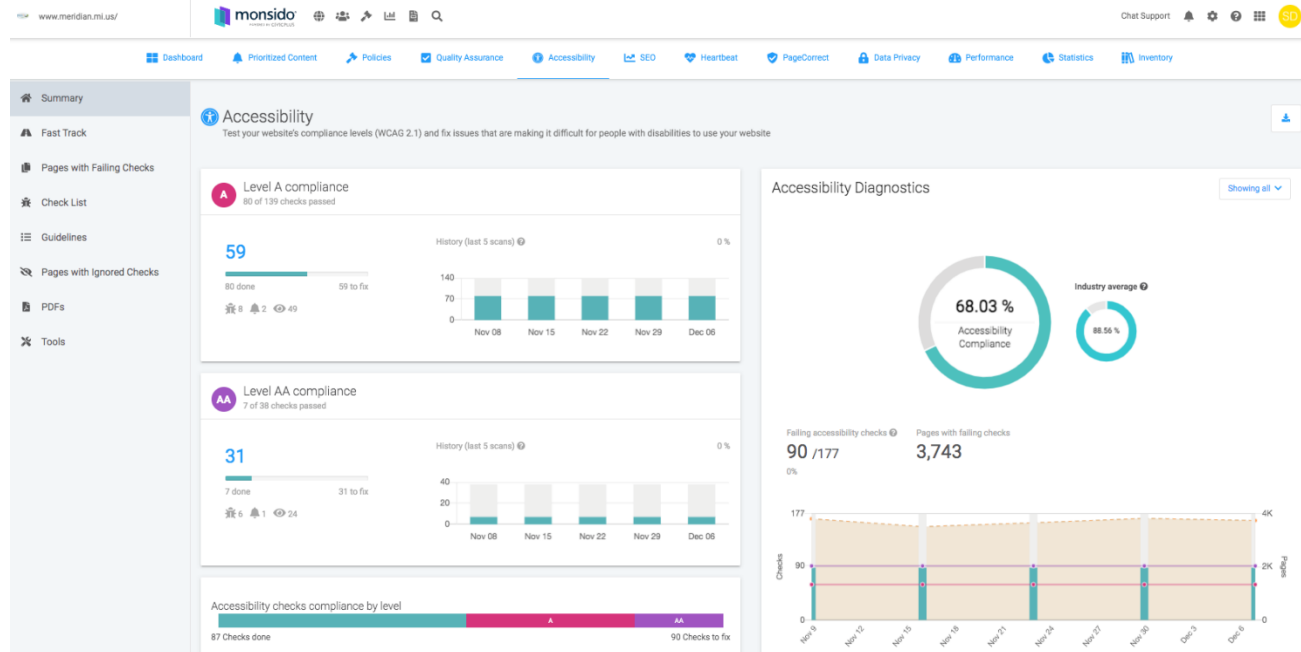 www.meridian.mi.us/
monsido
POWERED BY CIVICPLUS
Chat Support
SD
Dashboard
Prioritized Content
Policies
Quality Assurance
Accessibility
SEO
Heartbeat
PageCorrect
Data Privacy
Performance
Statistics
Inventory
Summary
Fast Track
Pages with Failing Checks
Check List
Guidelines
Pages with Ignored Checks
PDFs
Tools
Accessibility
Test your website's compliance levels (WCAG 2.1) and fix issues that are making it difficult for people with disabilities to use your website
A
Level A compliance
80 of 139 checks passed
59
80 done 59 to fix
8 2 49
History (last 5 scans) 0 %
140
70
0
Nov 08 Nov 15 Nov 22 Nov 29 Dec 06
AA
Level AA compliance
7 of 38 checks passed
31
7 done 31 to fix
6 1 24
History (last 5 scans) 0 %
40
20
0
Nov 08 Nov 15 Nov 22 Nov 29 Dec 06
Accessibility checks compliance by level
A AA
87 Checks done 90 Checks to fix
Accessibility Diagnostics
Showing all
68.03 %
Accessibility
Compliance
Industry average
88.56 %
Failing accessibility checks Pages with failing checks
90 /177 3,743
0%
177 4K
Checks 90 2K Pages
0 0
Nov 9 Nov 12 Nov 15 Nov 18 Nov 21 Nov 24 Nov 27 Nov 30 Dec 3 Dec 6